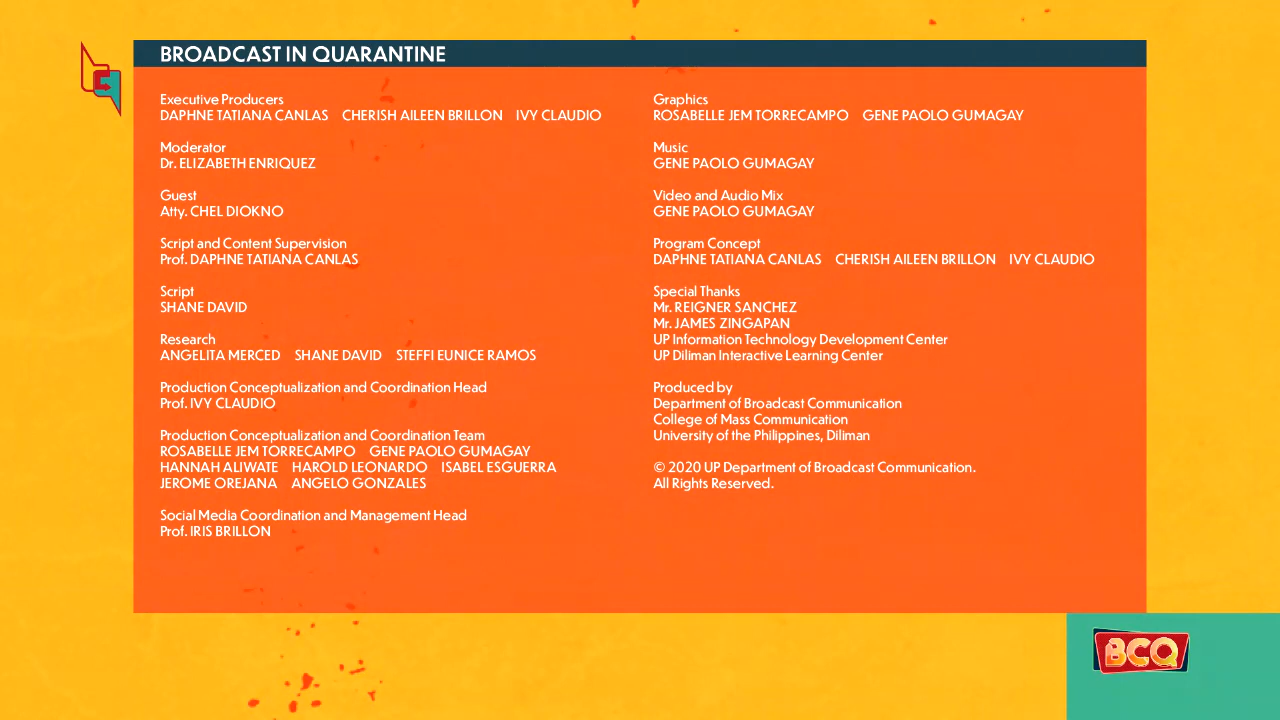 BROADCAST IN QUARANTINE
Executive Producers
DAPHNE TATIANA CANLAS CHERISH AILEEN BRILLON IVY CLAUDIO
Moderator
Dr. ELIZABETH ENRIQUEZ
Guest
Atty. CHEL DIOKNO
Script and Content Supervision
Prof. DAPHNE TATIANA CANLAS
Script
SHANE DAVID
Research
ANGELITA MERCED SHANE DAVID STEFFI EUNICE RAMOS
Production Conceptualization and Coordination Head
Prof. IVY CLAUDIO
Production Conceptualization and Coordination Team
ROSABELLE JEM TORRECAMPO GENE PAOLO GUMAGAY
HANNAH ALIWATE HAROLD LEONARDO ISABEL ESGUERRA
JEROME OREJANA ANGELO GONZALES
Social Media Coordination and Management Head
Prof. IRIS BRILLON
Graphics
ROSABELLE JEM TORRECAMPO GENE PAOLO GUMAGAY
Music
GENE PAOLO GUMAGAY
Video and Audio Mix
GENE PAOLO GUMAGAY
Program Concept
DAPHNE TATIANA CANLAS CHERISH AILEEN BRILLON IVY CLAUDIO
Special Thanks
Mr. REIGNER SANCHEZ
Mr. JAMES ZINGAPAN
UP Information Technology Development Center
UP Diliman Interactive Learning Center
Produced by
Department of Broadcast Communication
College of Mass Communication
University of the Philippines, Diliman
© 2020 UP Department of Broadcast Communication.
All Rights Reserved.
BCQ